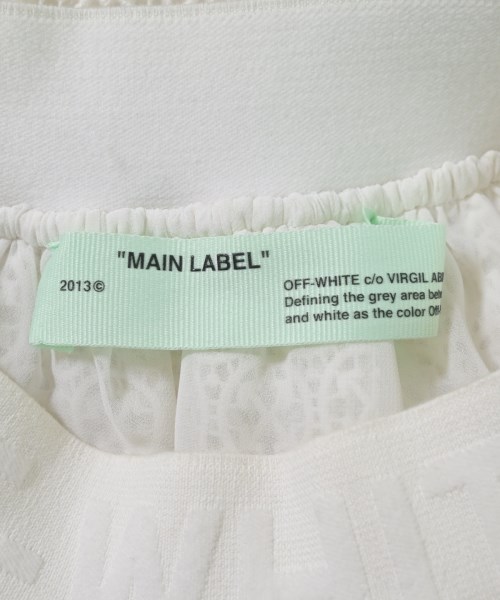 "MAIN LABEL"
2013©
OFF-WHITE c/o VIRGIL
Defining the grey area
and white as the color